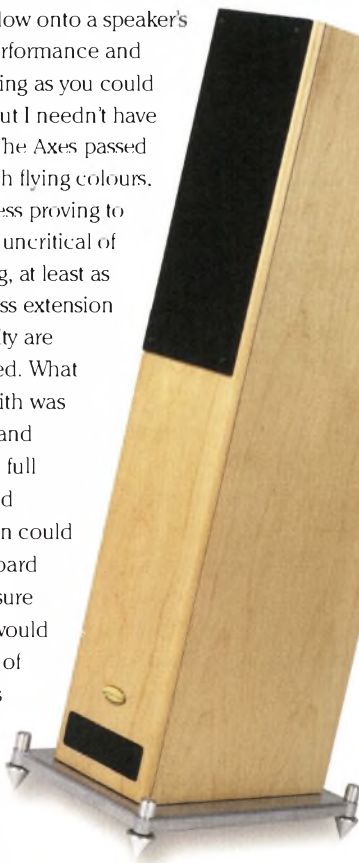 low onto a speaker's
rformance and
ing as you could
ut I needn't have
he Axes passed
h flying colours,
ess proving to
uncritical of
g, at least as
ss extension
ity are
ed. What
ith was
and
full
d
n could
oard
sure
would
of
s